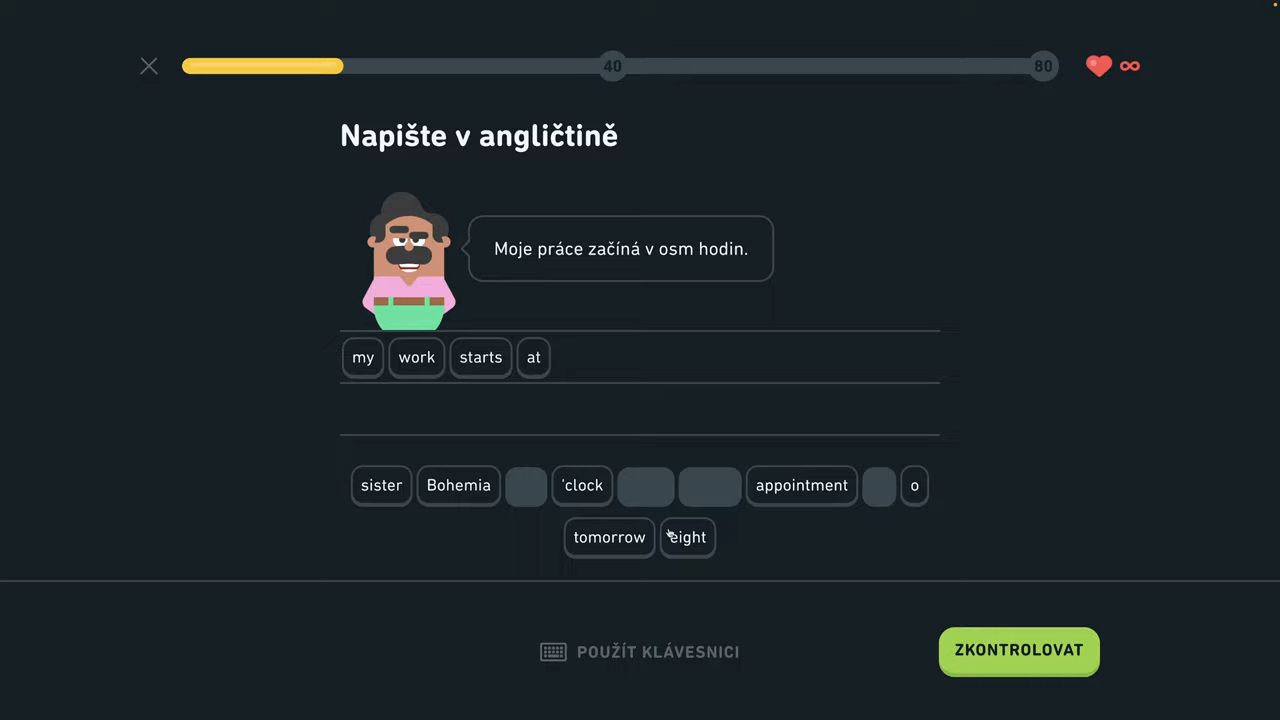 40 80
Napište v angličtině
Moje práce začíná v osm hodin.
my work starts at
sister Bohemia 'clock appointment o
tomorrow eight
POUŽÍT KLÁVESNICI
ZKONTROLOVAT